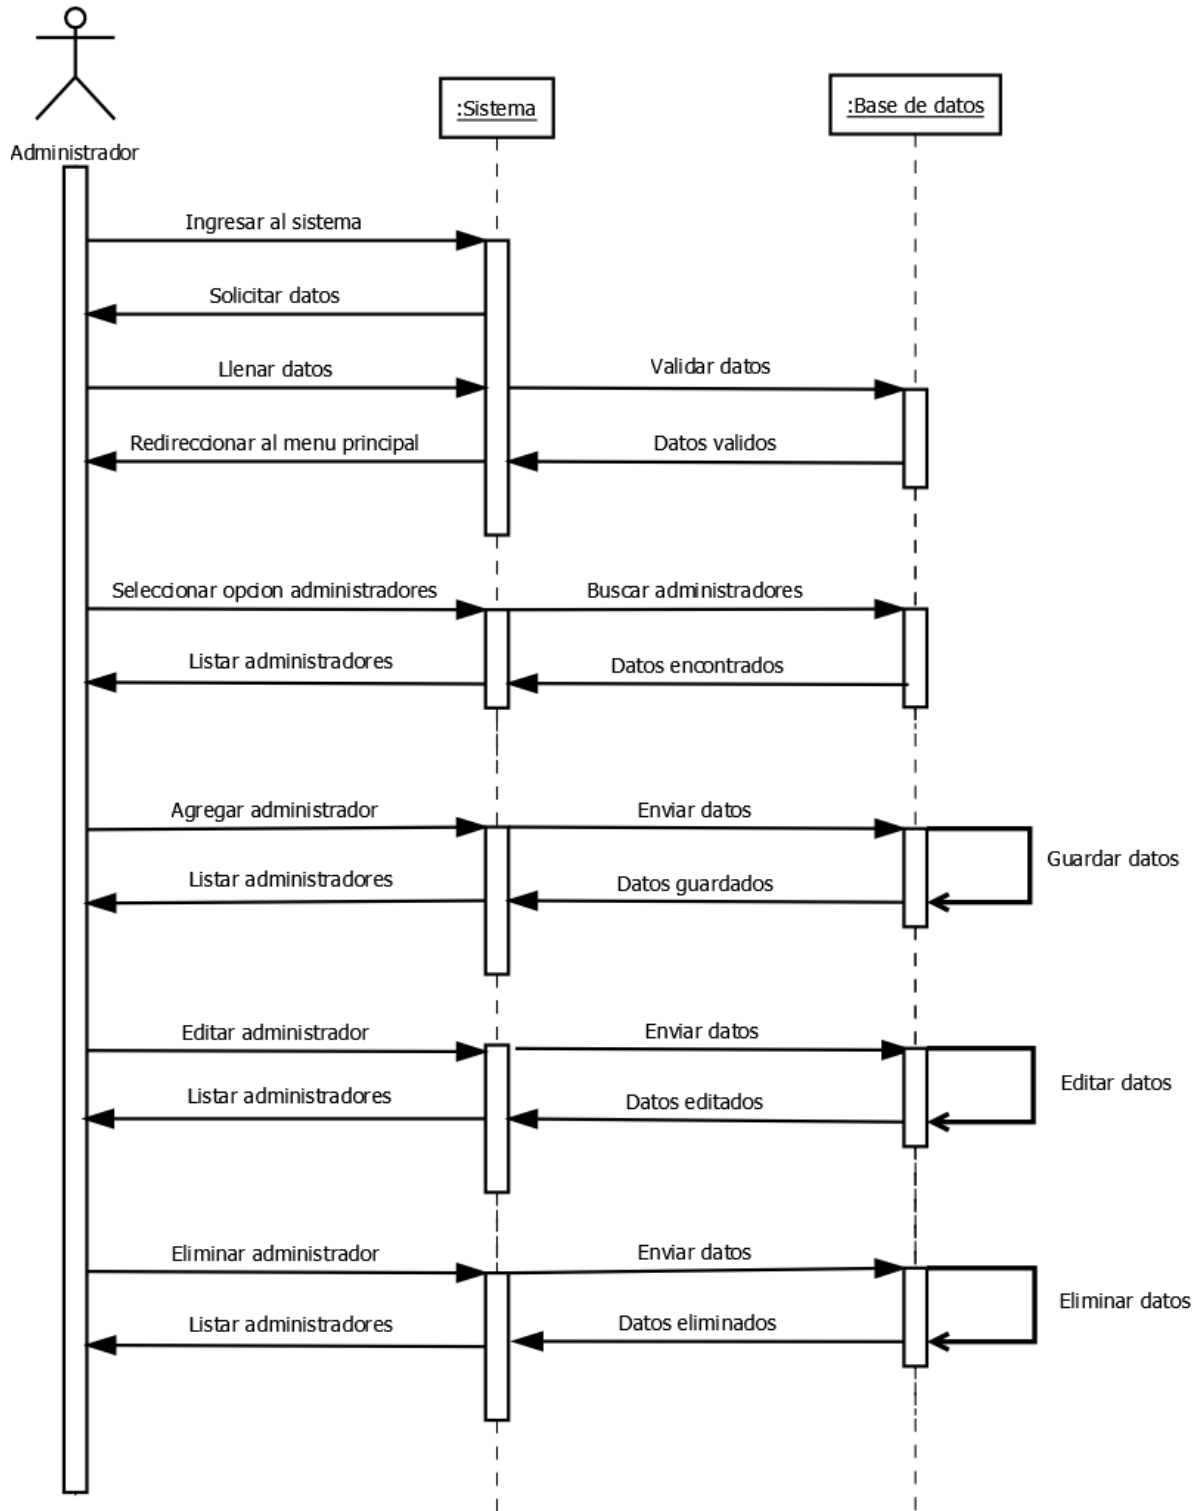 :Sistema
:Base de datos
Administrador
Ingresar al sistema
Solicitar datos
Llenar datos
Validar datos
Redireccionar al menu principal
Datos validos
Seleccionar opcion administradores
Buscar administradores
Listar administradores
Datos encontrados
Agregar administrador
Enviar datos
Guardar datos
Listar administradores
Datos guardados
Editar administrador
Enviar datos
Editar datos
Listar administradores
Datos editados
Eliminar administrador
Enviar datos
Eliminar datos
Listar administradores
Datos eliminados